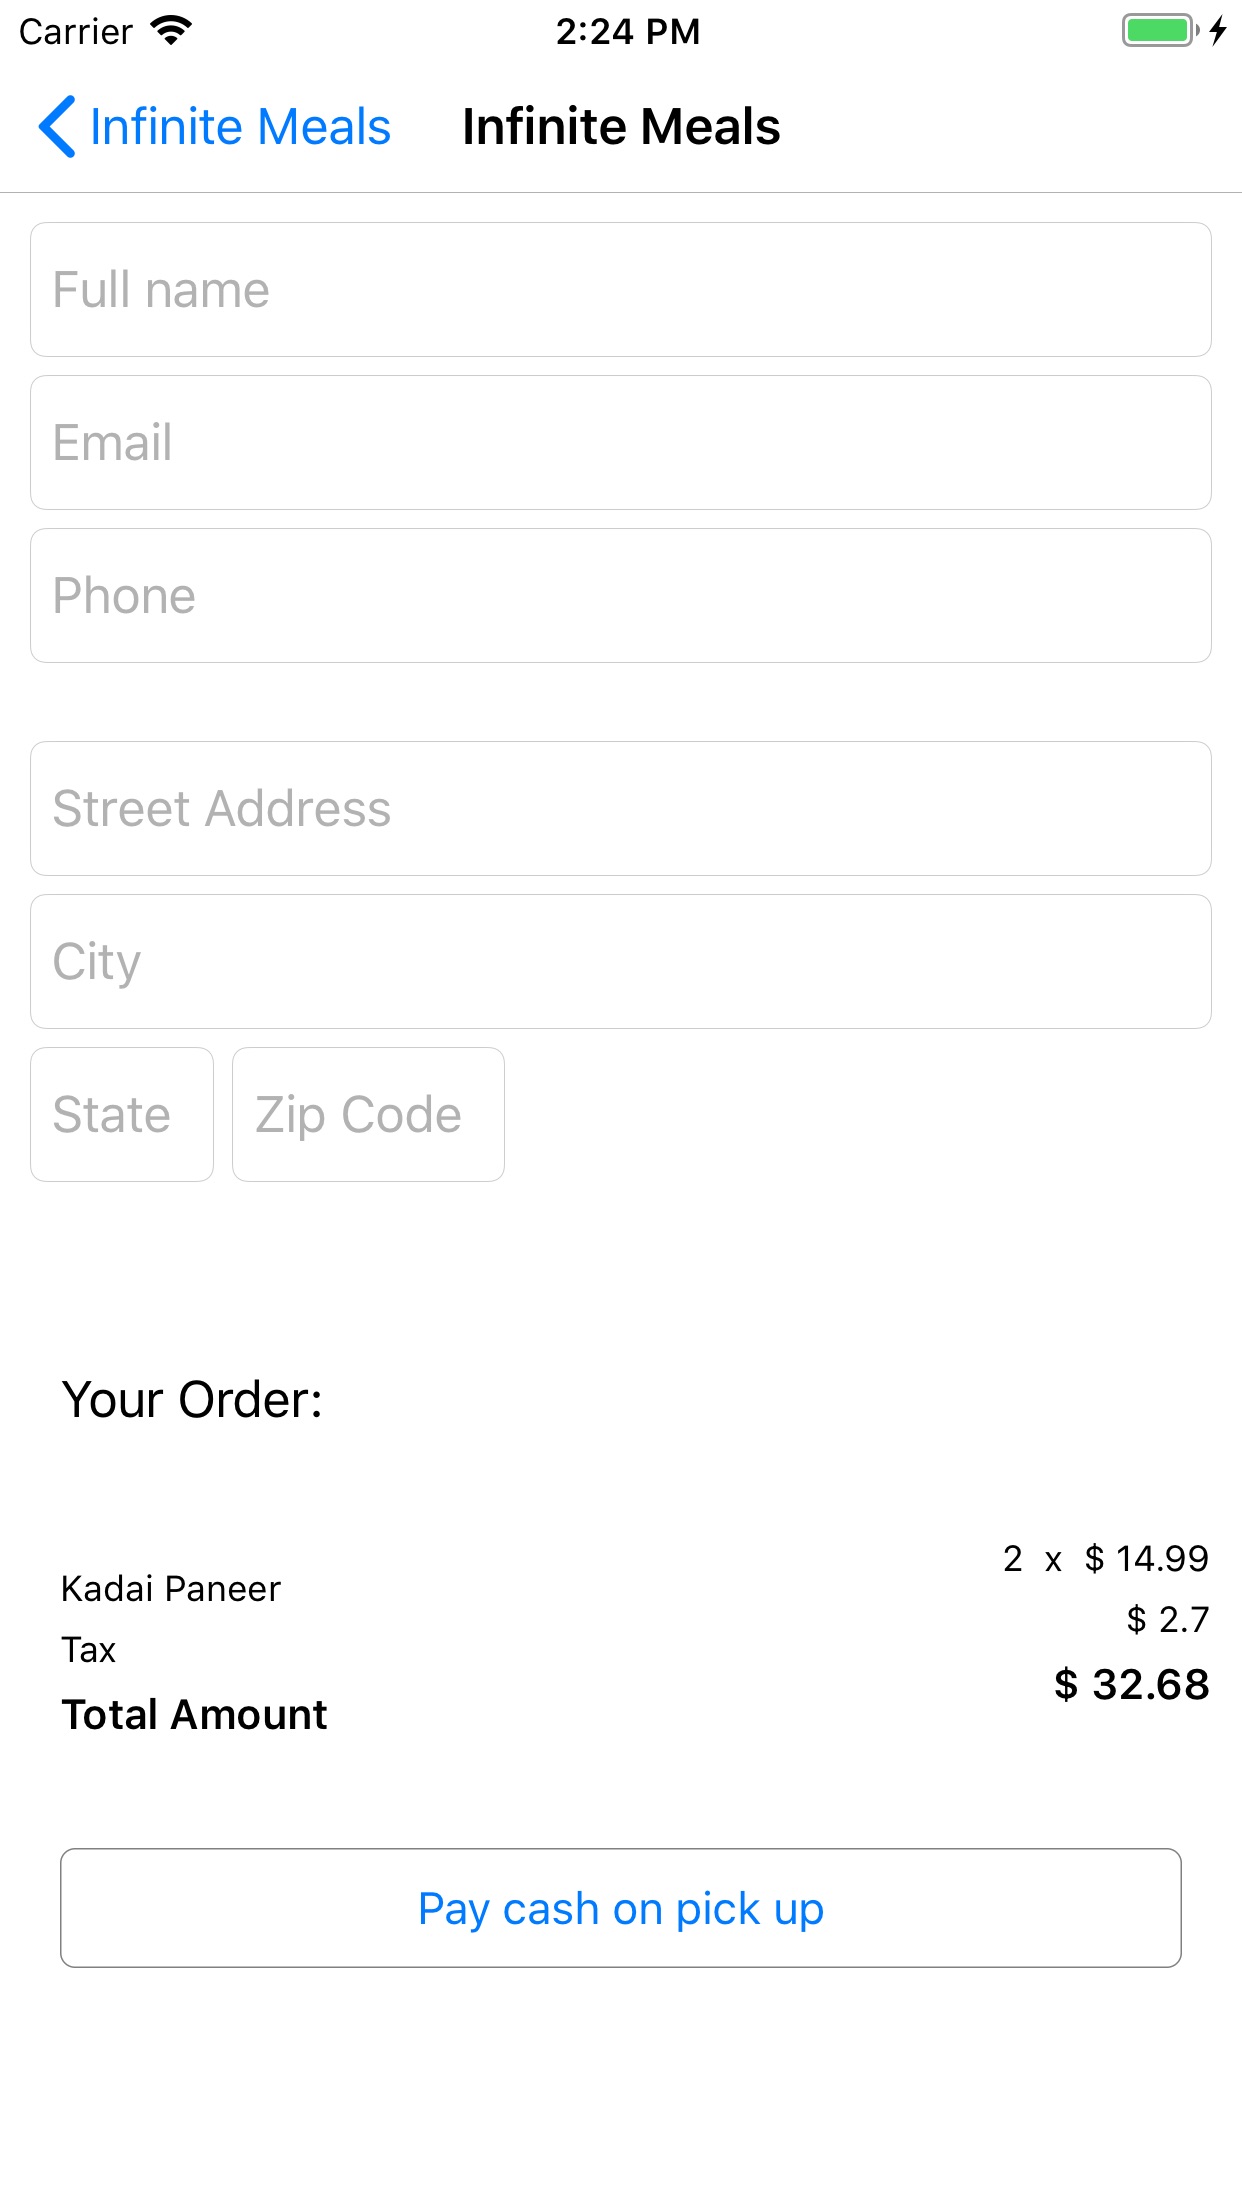 Carrier 2:24 PM
Infinite Meals Infinite Meals
Full name
Email
Phone
Street Address
City
State Zip Code
Your Order:
2 x $ 14.99
Kadai Paneer
$ 2.7
Tax
$ 32.68
Total Amount
Pay cash on pick up